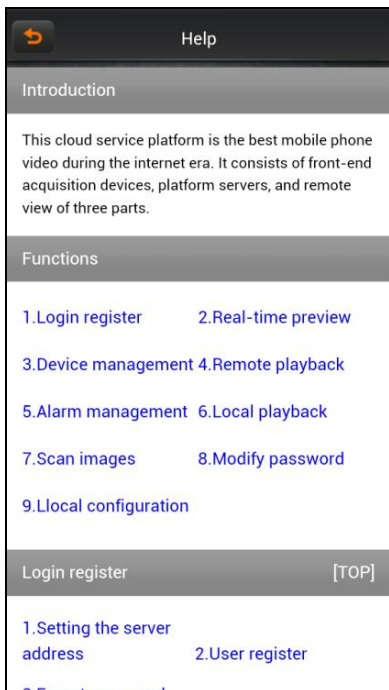 Help
Introduction
This cloud service platform is the best mobile phone
video during the internet era. It consists of front-end
acquisition devices, platform servers, and remote
view of three parts.
Functions
1.Login register 2.Real-time preview
3.Device management 4.Remote playback
5.Alarm management 6.Local playback
7.Scan images 8.Modify password
9.Llocal configuration
Login register [TOP]
1.Setting the server
address 2.User register